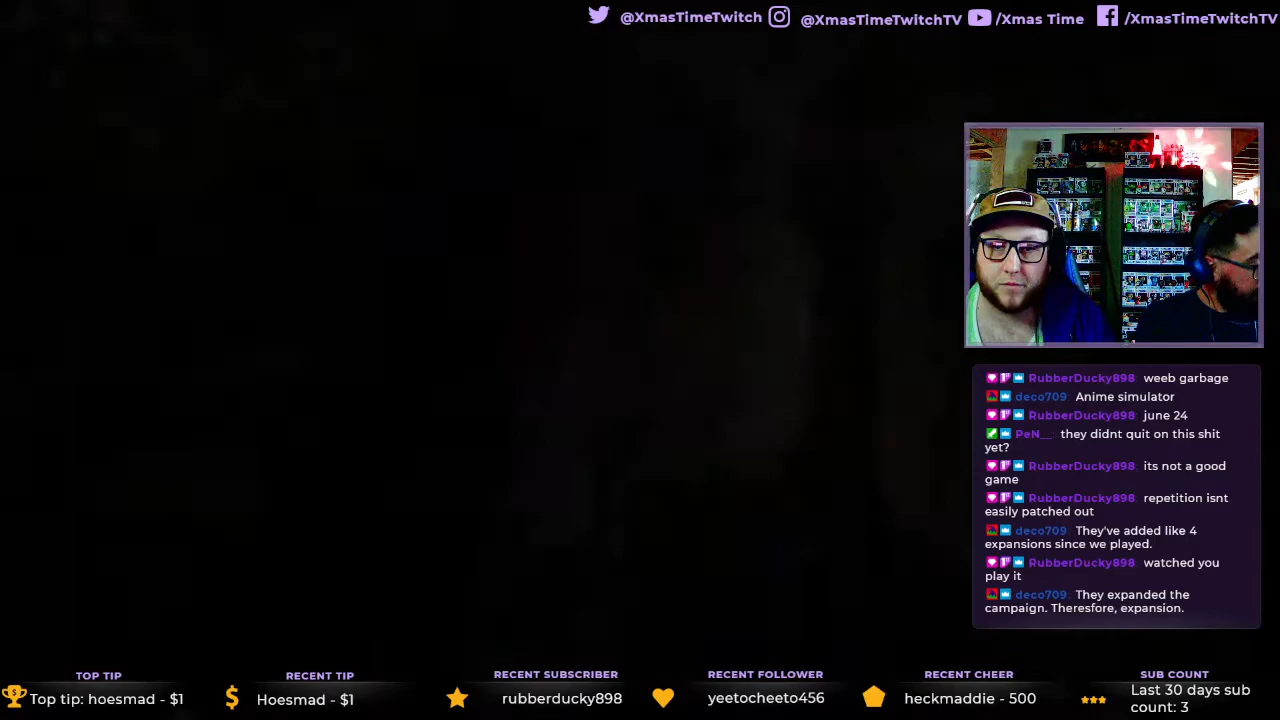 @XmasTimeTwitch @XmasTimeTwitchTV /Xmas Time /XmasTimeTwitchTV
RubberDucky898: weeb garbage
deco709: Anime simulator
RubberDucky898: june 24
PeN__: they didnt quit on this shit
yet?
RubberDucky898: its not a good
game
RubberDucky898: repetition isnt
easily patched out
deco709: They've added like 4
expansions since we played.
RubberDucky898: watched you
play it
deco709: They expanded the
campaign. Theresfore, expansion.
TOP TIP
Top tip: hoesmad - $1
RECENT TIP
Hoesmad - $1
RECENT SUBSCRIBER
rubberducky898
RECENT FOLLOWER
yeetocheeto456
RECENT CHEER
heckmaddie - 500
SUB COUNT
Last 30 days sub
count: 3